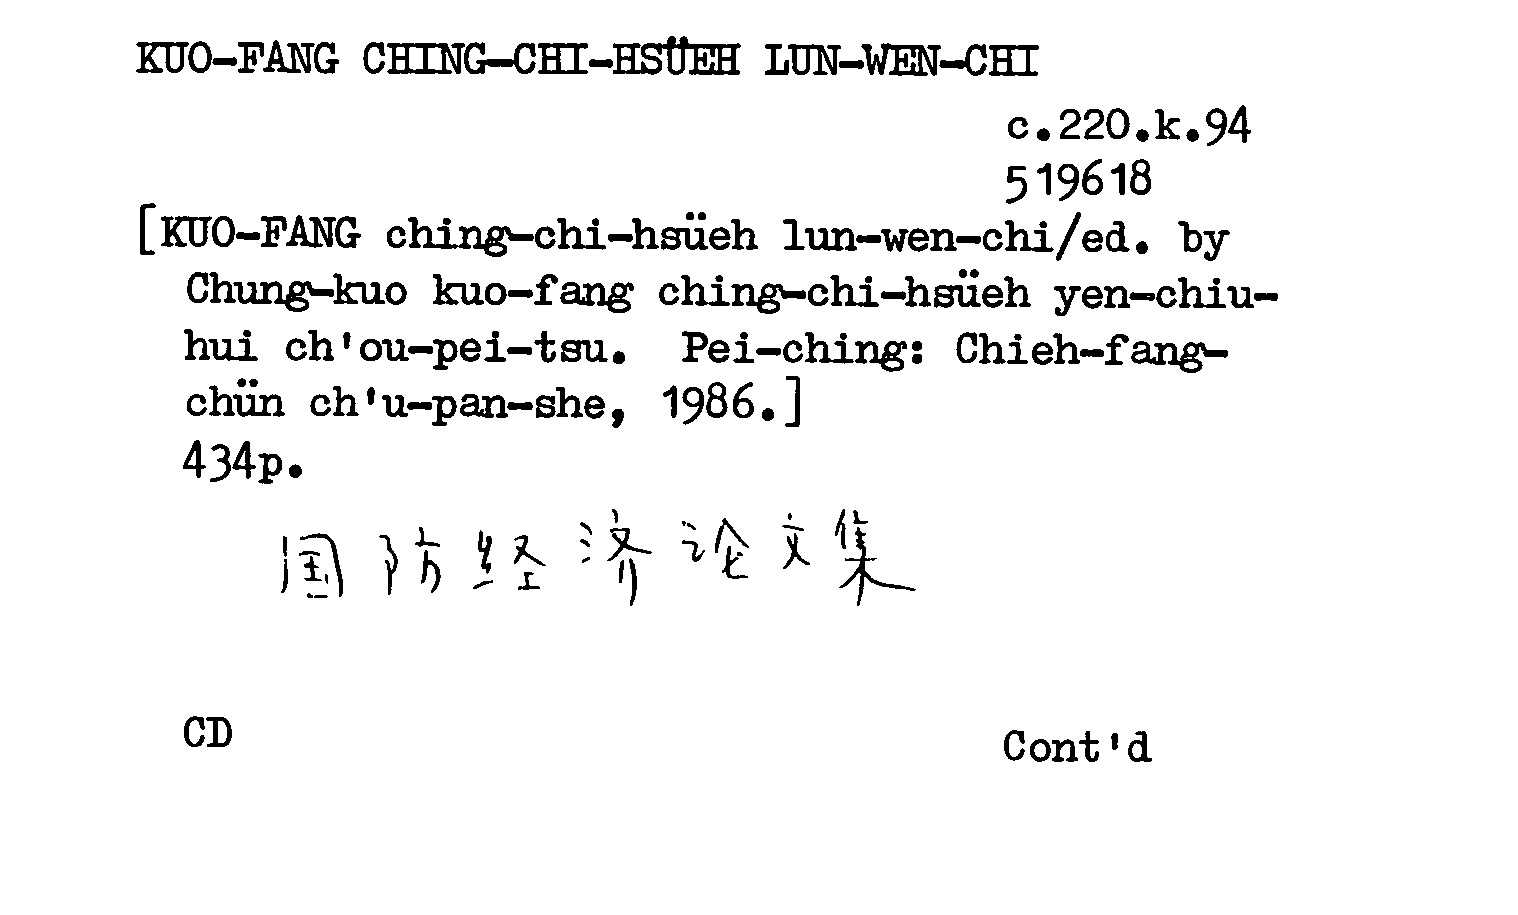 KUO-FANG CHING-CHI-HSÜEH LUN-WEN-CHI
c.220.k.94
519618
[KUO-FANG ching-chi-hsüeh lun-wen-chi/ed. by
Chung-kuo kuo-fang ching-chi-hsüeh yen-chiu-
hui ch'ou-pei-tsu. Pei-ching: Chieh-fang-
chün ch'u-pan-she, 1986.]
434p.
国防经济论文集
CD
Cont'd